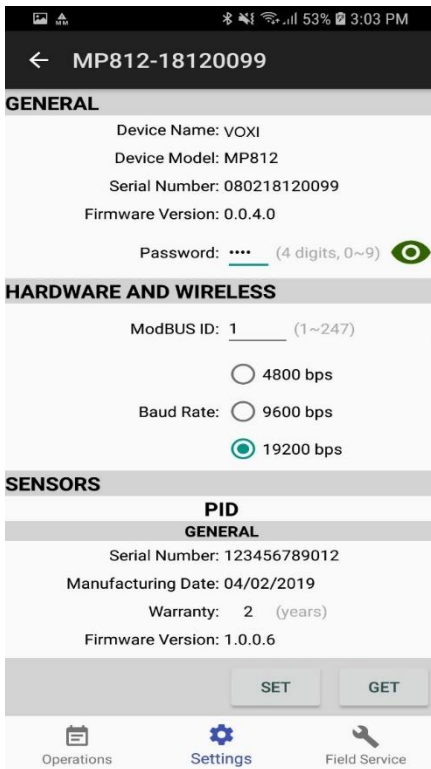 MM 53% 3:03 PM
MP812-18120099
GENERAL
Device Name: VOXI
Device Model: MP812
Serial Number: 080218120099
Firmware Version: 0.0.4.0
Password: •••• (4 digits, 0~9)
HARDWARE AND WIRELESS
ModBUS ID: 1 (1~247)
4800 bps
Baud Rate: 9600 bps
19200 bps
SENSORS
PID
GENERAL
Serial Number: 123456789012
Manufacturing Date: 04/02/2019
Warranty: 2 (years)
Firmware Version: 1.0.0.6
SET GET
Operations Settings Field Service